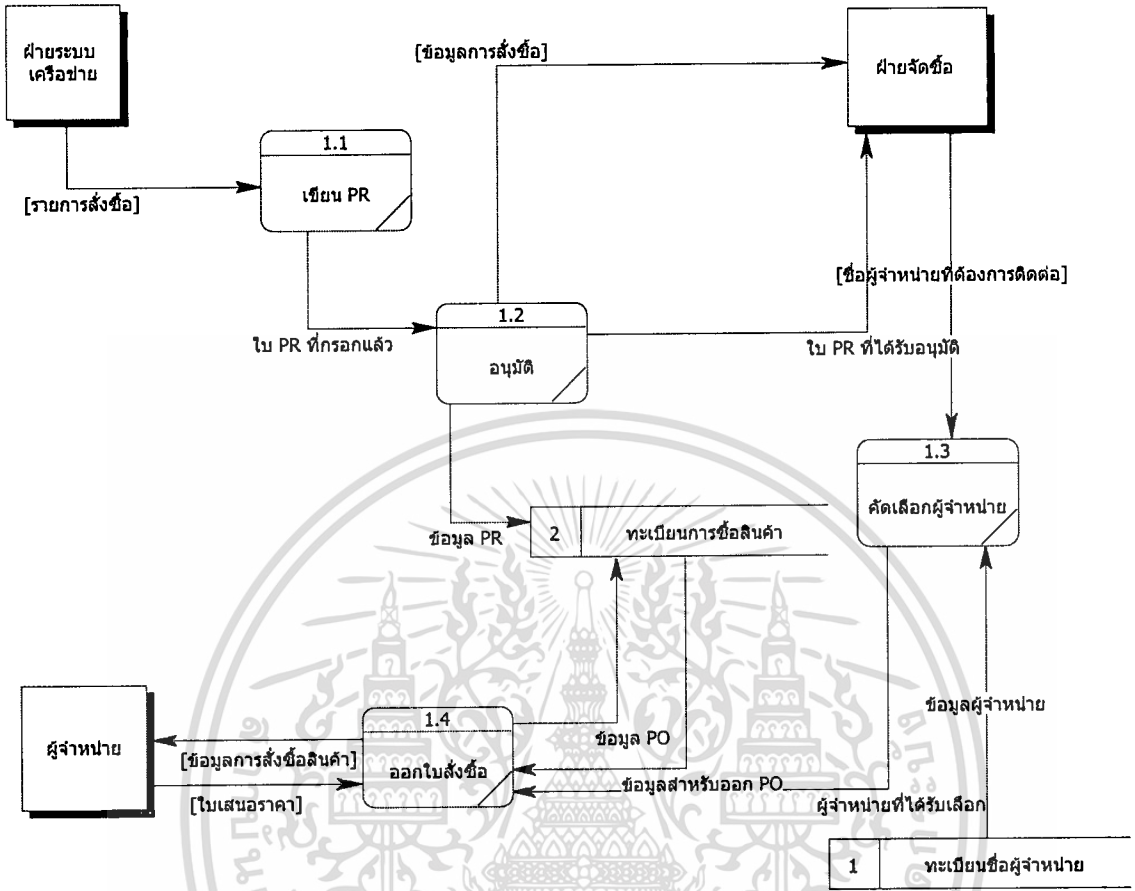 ฝ่ายระบบ
เครือข่าย
[ข้อมูลการสั่งซื้อ]
ฝ่ายจัดซื้อ
1.1
เขียน PR
[รายการสั่งซื้อ]
[ชื่อผู้จำหน่ายที่ต้องการติดต่อ]
1.2
อนุมัติ
ใบ PR ที่กรอกแล้ว
ใบ PR ที่ได้รับอนุมัติ
1.3
คัดเลือกผู้จำหน่าย
ข้อมูล PR
2
ทะเบียนการซื้อสินค้า
ข้อมูลผู้จำหน่าย
1.4
ออกใบสั่งซื้อ
ผู้จำหน่าย
[ข้อมูลการสั่งซื้อสินค้า]
[ใบเสนอราคา]
ข้อมูล PO
ข้อมูลสำหรับออก PO
ผู้จำหน่ายที่ได้รับเลือก
1
ทะเบียนชื่อผู้จำหน่าย